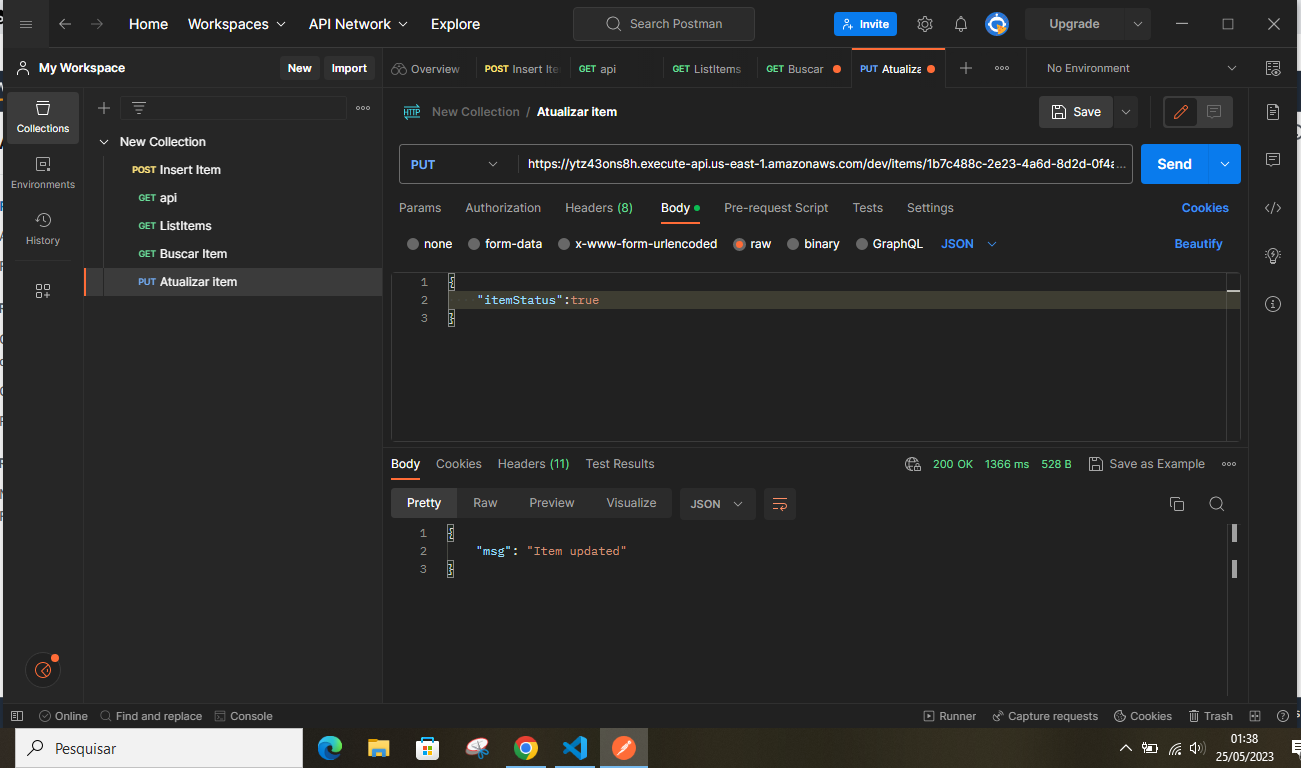 Home Workspaces API Network Explore Search Postman Invite Upgrade
My Workspace New Import Overview POST Insert Ite GET api GET ListItems GET Buscar PUT Atualiza No Environment
Collections
Environments
History
New Collection
POST Insert Item
GET api
GET ListItems
GET Buscar Item
PUT Atualizar item
HTTP New Collection / Atualizar item Save
PUT https://ytz43ons8h.execute-api.us-east-1.amazonaws.com/dev/items/1b7c488c-2e23-4a6d-8d2d-0f4a... Send
Params Authorization Headers (8) Body Pre-request Script Tests Settings Cookies
none form-data x-www-form-urlencoded raw binary GraphQL JSON Beautify
1 {
2 "itemStatus":true
3 }
Body Cookies Headers (11) Test Results 200 OK 1366 ms 528 B Save as Example
Pretty Raw Preview Visualize JSON
1 {
2 "msg": "Item updated"
3 }
Online Find and replace Console Runner Capture requests Cookies Trash
Pesquisar
01:38
25/05/2023